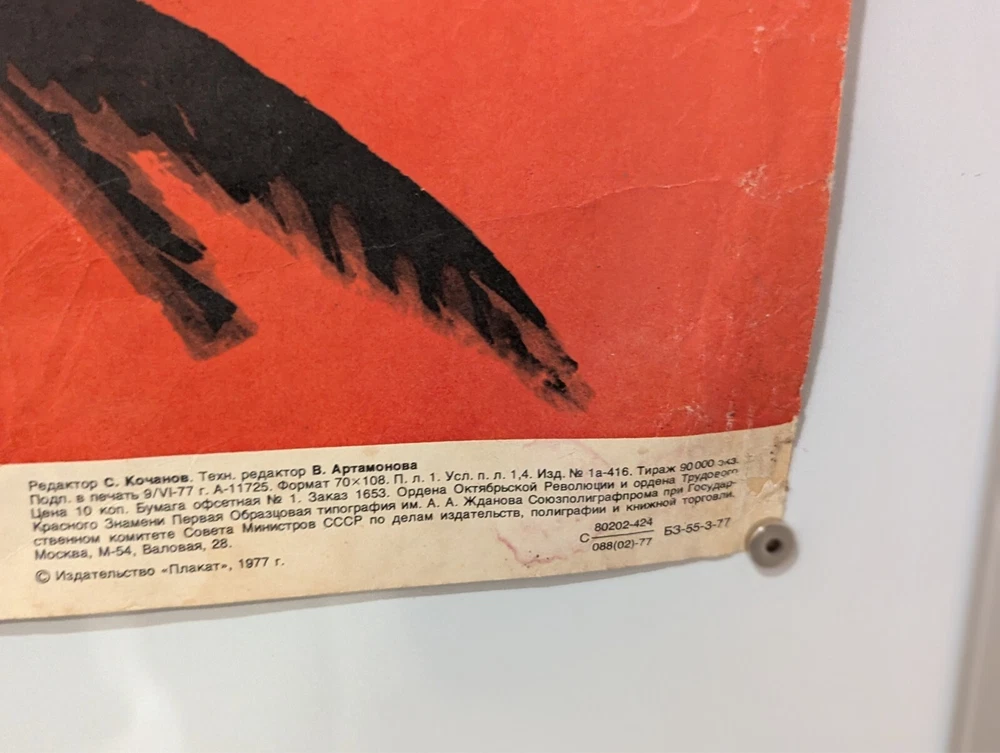 Редактор С. Кочанов. Техн. редактор В. Артамонова
Подп. в печать 9/VI-77 г. А-11725. Формат 70×108. П. л. 1. Усл. п. л. 1,4. Изд. № 1а-416. Тираж 90 000 экз.
Цена 10 коп. Бумага офсетная № 1. Заказ 1653. Ордена Октябрьской Революции и ордена Трудового
Красного Знамени Первая Образцовая типография им. А. А. Жданова Союзполиграфпрома при Государ-
ственном комитете Совета Министров СССР по делам издательств, полиграфии и книжной торговли.
Москва, М-54, Валовая, 28.
С 80202-424
088(02)-77 БЗ-55-3-77
© Издательство «Плакат», 1977 г.